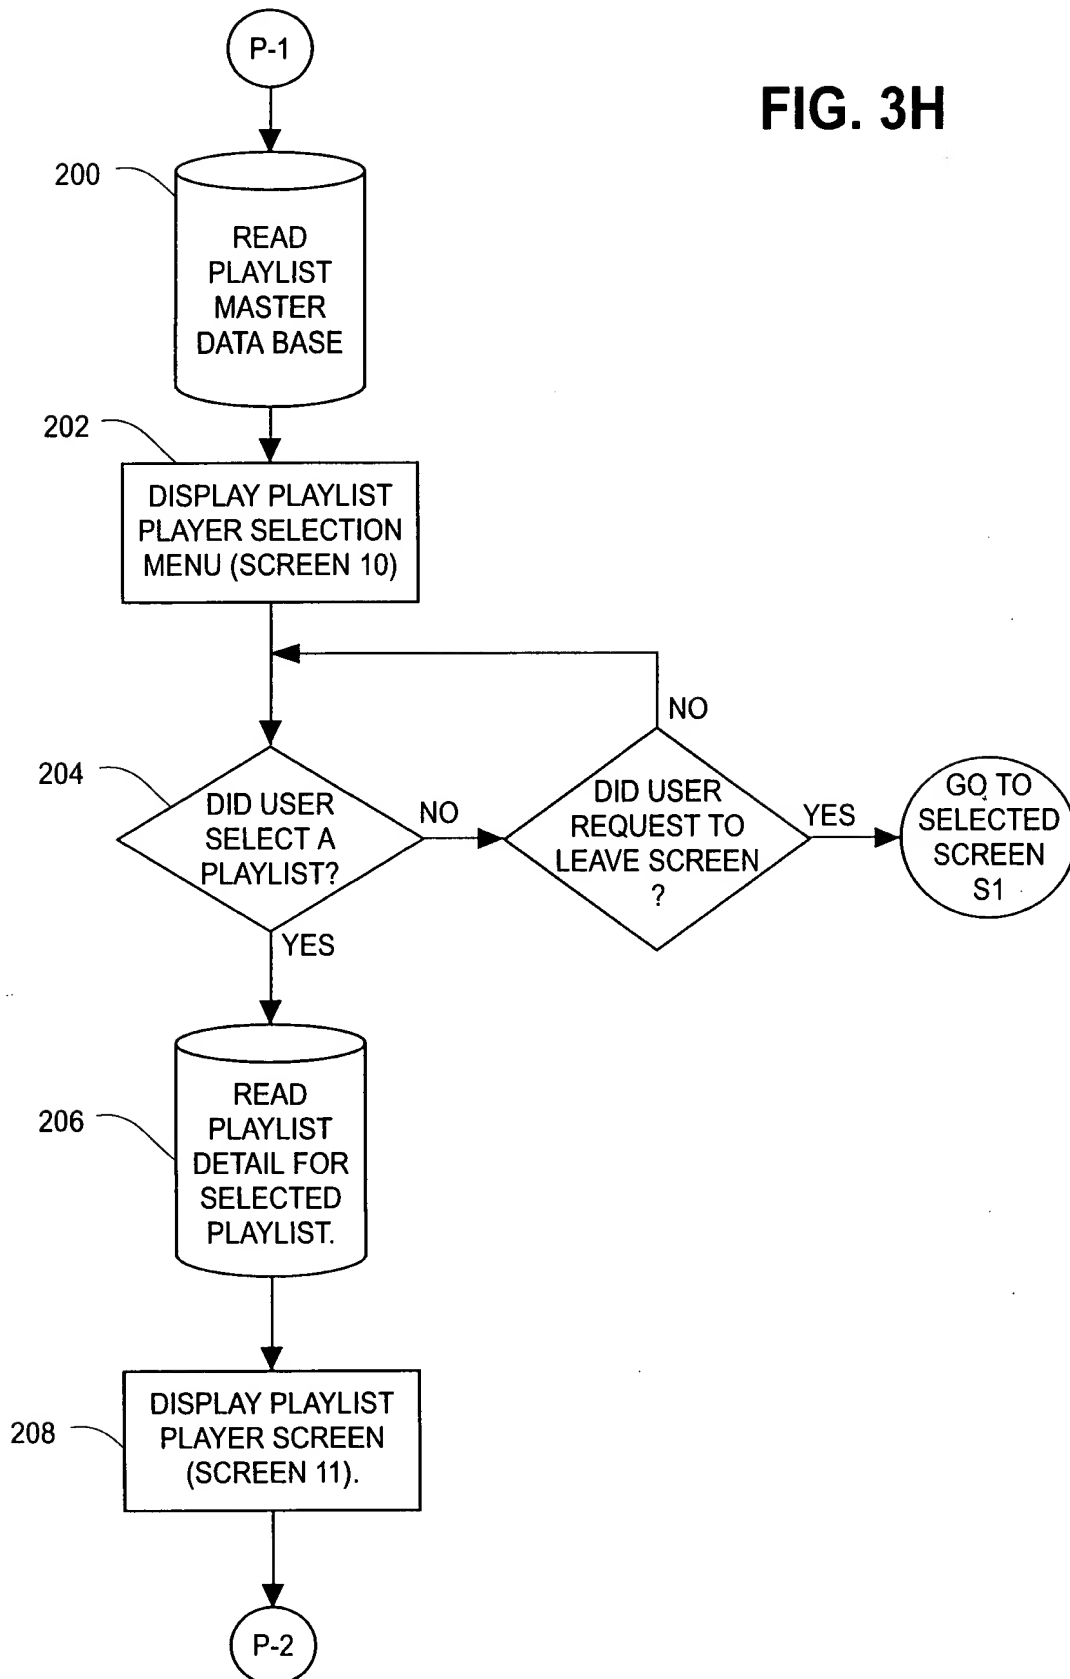 P-1
FIG. 3H
200
READ
PLAYLIST
MASTER
DATA BASE
202
DISPLAY PLAYLIST
PLAYER SELECTION
MENU (SCREEN 10)
NO
204
DID USER
SELECT A
PLAYLIST?
NO
DID USER
REQUEST TO
LEAVE SCREEN
?
YES
GO TO
SELECTED
SCREEN
S1
YES
206
READ
PLAYLIST
DETAIL FOR
SELECTED
PLAYLIST.
208
DISPLAY PLAYLIST
PLAYER SCREEN
(SCREEN 11).
P-2